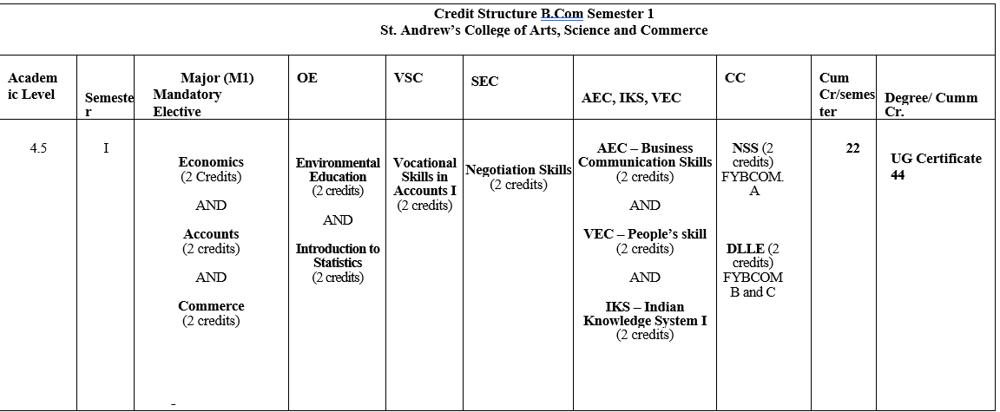 Credit Structure B.Com Semester 1
St. Andrew’s College of Arts, Science and Commerce
Academ
ic Level
Semeste
r
Major (M1)
Mandatory
Elective
OE
VSC
SEC
AEC, IKS, VEC
CC
Cum
Cr/semes
ter
Degree/ Cumm
Cr.
4.5
I
Economics
(2 Credits)
AND
Accounts
(2 credits)
AND
Commerce
(2 credits)
-
Environmental
Education
(2 credits)
AND
Introduction to
Statistics
(2 credits)
Vocational
Skills in
Accounts I
(2 credits)
Negotiation Skills
(2 credits)
AEC – Business
Communication Skills
(2 credits)
AND
VEC – People’s skill
(2 credits)
AND
IKS – Indian
Knowledge System I
(2 credits)
NSS (2
credits)
FYBCOM.
A
DLLE (2
credits)
FYBCOM
B and C
22
UG Certificate
44